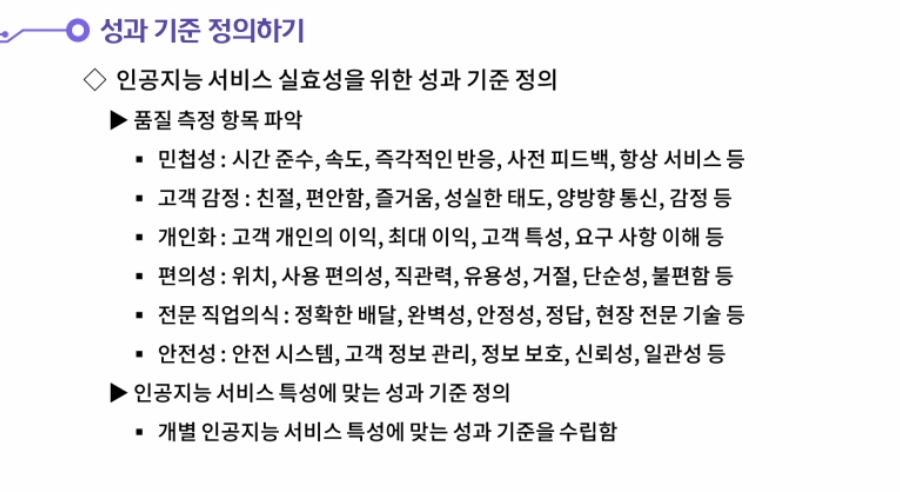 성과 기준 정의하기
◇ 인공지능 서비스 실효성을 위한 성과 기준 정의
▶ 품질 측정 항목 파악
▪ 민첩성 : 시간 준수, 속도, 즉각적인 반응, 사전 피드백, 항상 서비스 등
▪ 고객 감정 : 친절, 편안함, 즐거움, 성실한 태도, 양방향 통신, 감정 등
▪ 개인화 : 고객 개인의 이익, 최대 이익, 고객 특성, 요구 사항 이해 등
▪ 편의성 : 위치, 사용 편의성, 직관력, 유용성, 거절, 단순성, 불편함 등
▪ 전문 직업의식 : 정확한 배달, 완벽성, 안정성, 정답, 현장 전문 기술 등
▪ 안전성 : 안전 시스템, 고객 정보 관리, 정보 보호, 신뢰성, 일관성 등
▶ 인공지능 서비스 특성에 맞는 성과 기준 정의
▪ 개별 인공지능 서비스 특성에 맞는 성과 기준을 수립함